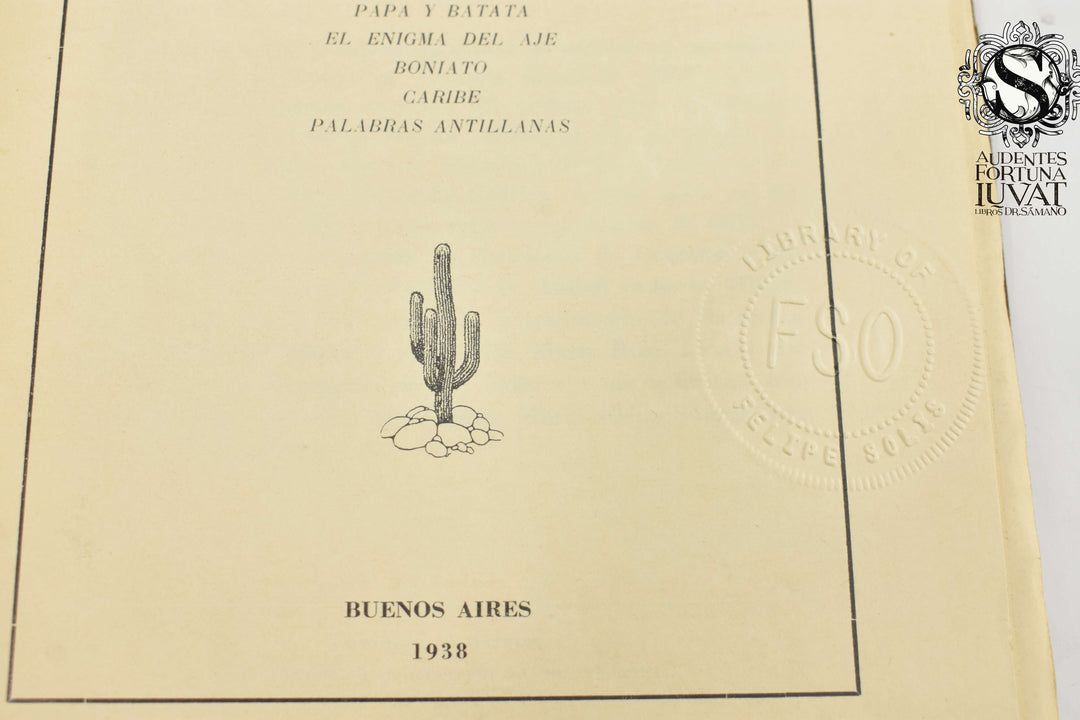 PAPA Y BATATA
EL ENIGMA DEL AJE
BONIATO
CARIBE
PALABRAS ANTILLANAS
BUENOS AIRES
1938
LIBRARY OF
FSO
FELIPE SOLIS
S
AUDENTES
FORTUNA
IUVAT
LIBROS DR. SÁMANO